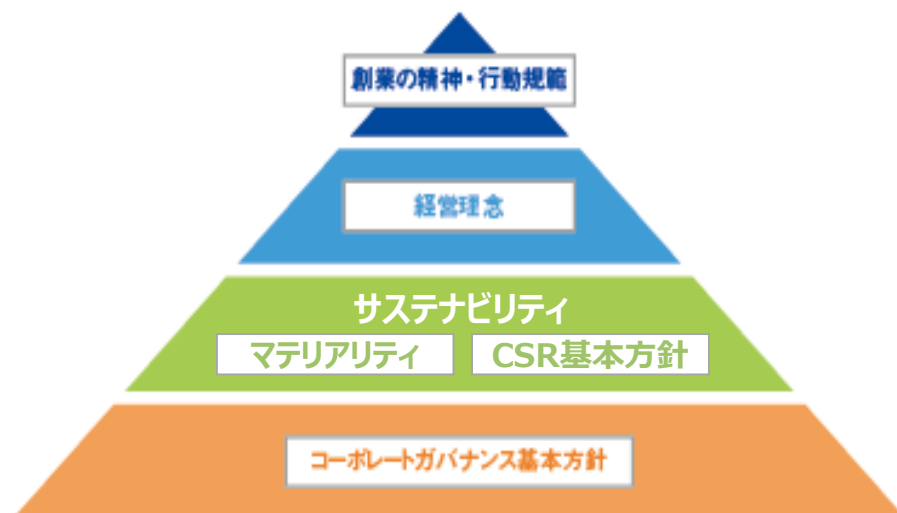 創業の精神・行動規範
経営理念
サステナビリティ
マテリアリティ CSR基本方針
コーポレートガバナンス基本方針